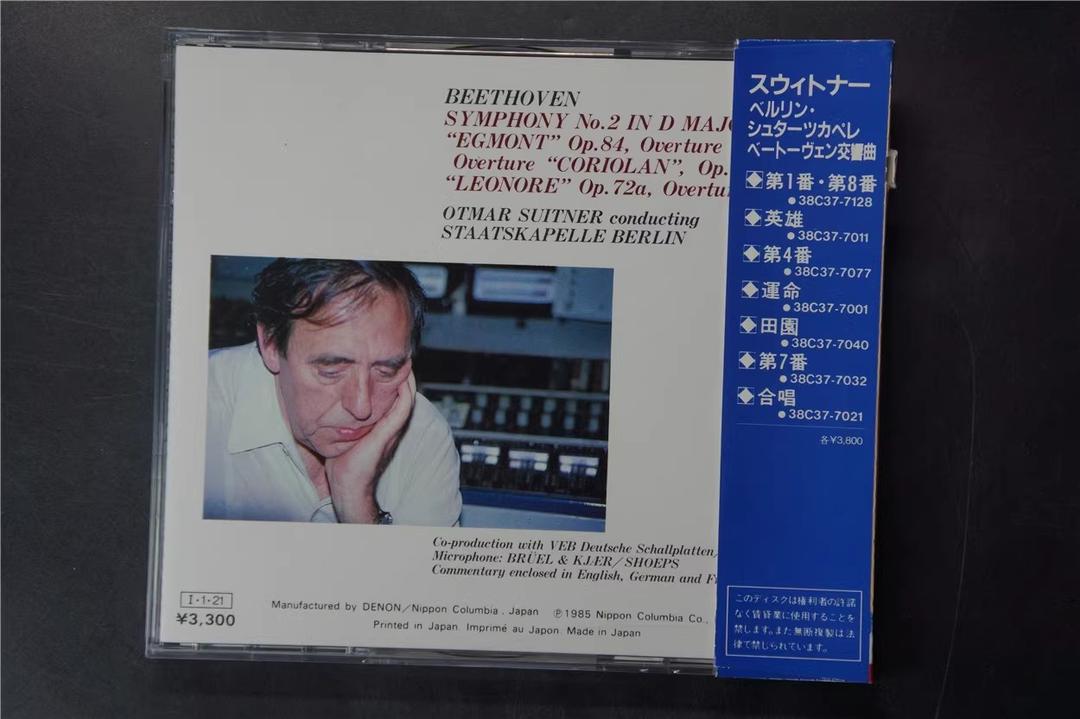 BEETHOVEN
SYMPHONY No.2 IN D MAJO
"EGMONT" Op.84, Overture
Overture "CORIOLAN", Op.
"LEONORE" Op.72a, Overtu
OTMAR SUITNER conducting
STAATSKAPELLE BERLIN
Co-production with VEB Deutsche Schallplatten/
Microphone: BRÜEL & KJÆR/SHOEPS
Commentary enclosed in English, German and F
I・1・21
¥3,300
Manufactured by DENON/Nippon Columbia, Japan ℗1985 Nippon Columbia Co.,
Printed in Japan. Imprimé au Japon. Made in Japan
スウィトナー
ベルリン・
シュターツカペレ
ベートーヴェン交響曲
第1番・第8番
●38C37-7128
英雄
●38C37-7011
第4番
●38C37-7077
運命
●38C37-7001
田園
●38C37-7040
第7番
●38C37-7032
合唱
●38C37-7021
各¥3,800
このディスクは権利者の許諾
なく賃貸業に使用することを
禁じます。また無断複製は法
律で禁じられています。